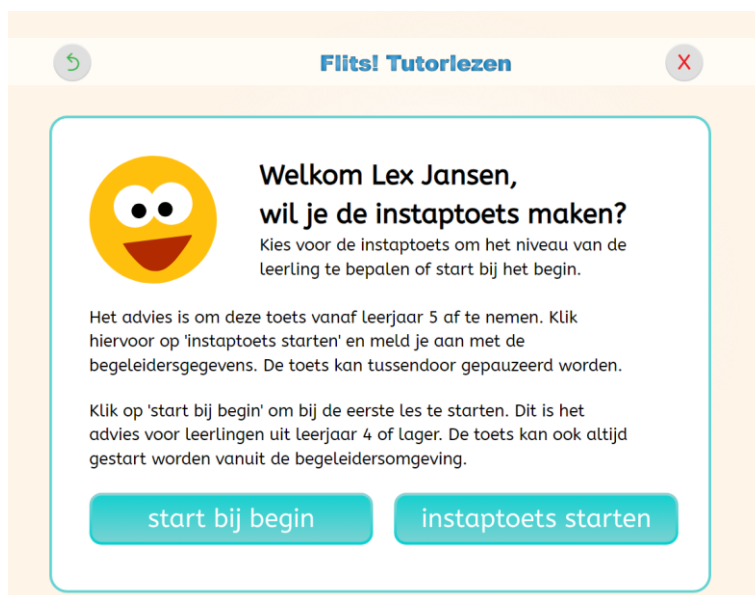 Flits! Tutorlezen
X
Welkom Lex Jansen,
wil je de instaptoets maken?
Kies voor de instaptoets om het niveau van de
leerling te bepalen of start bij het begin.
Het advies is om deze toets vanaf leerjaar 5 af te nemen. Klik
hiervoor op 'instaptoets starten' en meld je aan met de
begeleidersgegevens. De toets kan tussendoor gepauzeerd worden.
Klik op 'start bij begin' om bij de eerste les te starten. Dit is het
advies voor leerlingen uit leerjaar 4 of lager. De toets kan ook altijd
gestart worden vanuit de begeleidersomgeving.
start bij begin
instaptoets starten